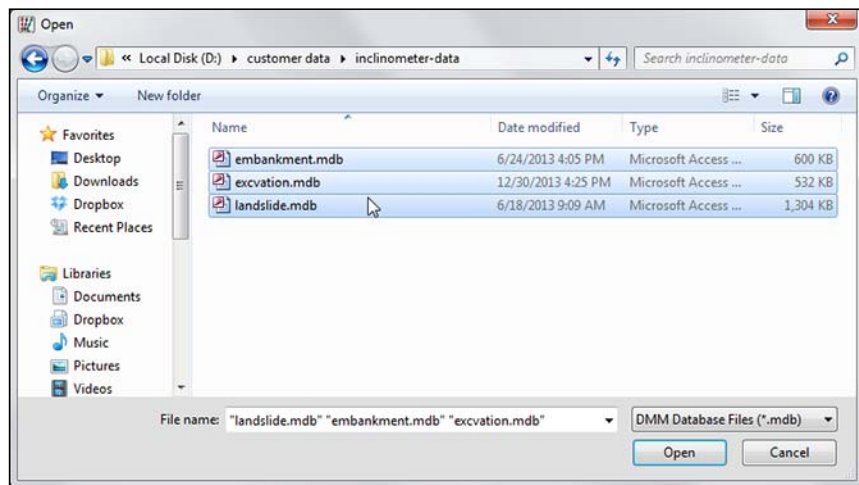 Open
« Local Disk (D:) ▸ customer data ▸ inclinometer-data
Search inclinometer-data
Organize ▾ New folder
Name Date modified Type Size
embankment.mdb 6/24/2013 4:05 PM Microsoft Access ... 600 KB
excvation.mdb 12/30/2013 4:25 PM Microsoft Access ... 532 KB
landslide.mdb 6/18/2013 9:09 AM Microsoft Access ... 1,304 KB
Favorites
Desktop
Downloads
Dropbox
Recent Places
Libraries
Documents
Dropbox
Music
Pictures
Videos
File name: "landslide.mdb" "embankment.mdb" "excvation.mdb"
DMM Database Files (*.mdb)
Open Cancel